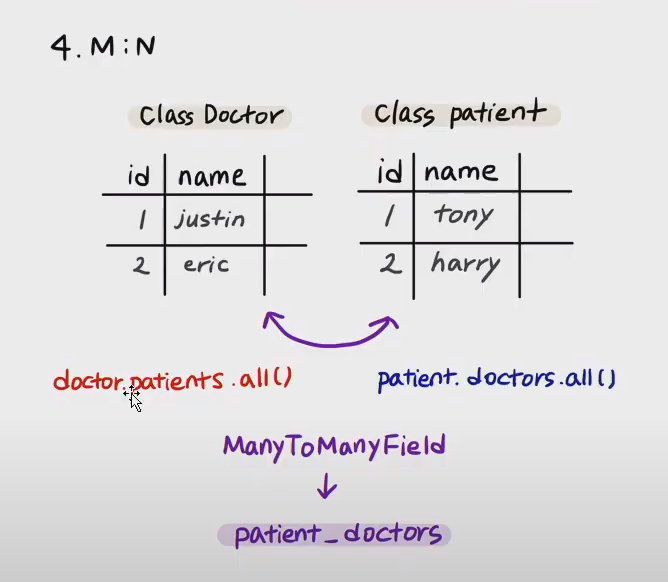 4. M:N
Class Doctor
id name
1 justin
2 eric
Class patient
id name
1 tony
2 harry
doctor.patients.all()
patient.doctors.all()
ManyToManyField
patient_doctors